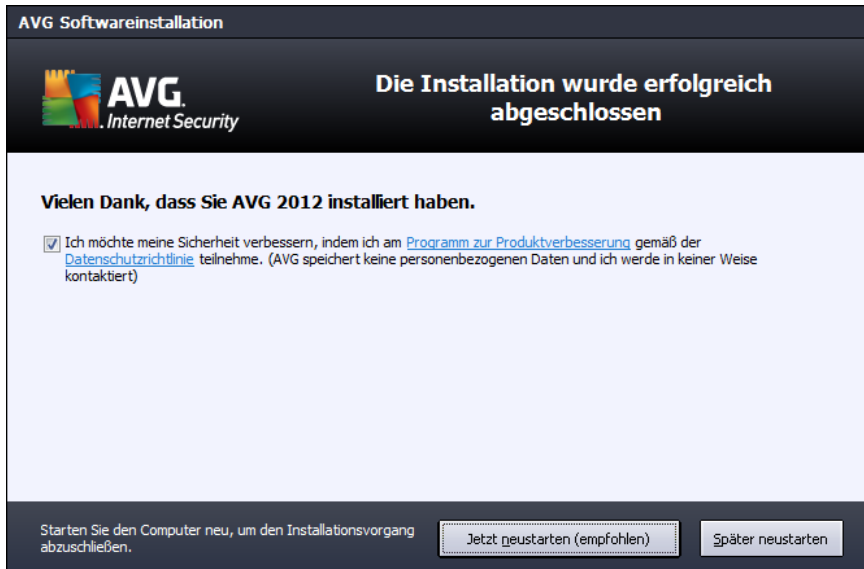 AVG Softwareinstallation
AVG.
Internet Security
Die Installation wurde erfolgreich
abgeschlossen
Vielen Dank, dass Sie AVG 2012 installiert haben.
Ich möchte meine Sicherheit verbessern, indem ich am Programm zur Produktverbesserung gemäß der
Datenschutzrichtlinie teilnehme. (AVG speichert keine personenbezogenen Daten und ich werde in keiner Weise
kontaktiert)
Starten Sie den Computer neu, um den Installationsvorgang
abzuschließen.
Jetzt neustarten (empfohlen)
Später neustarten